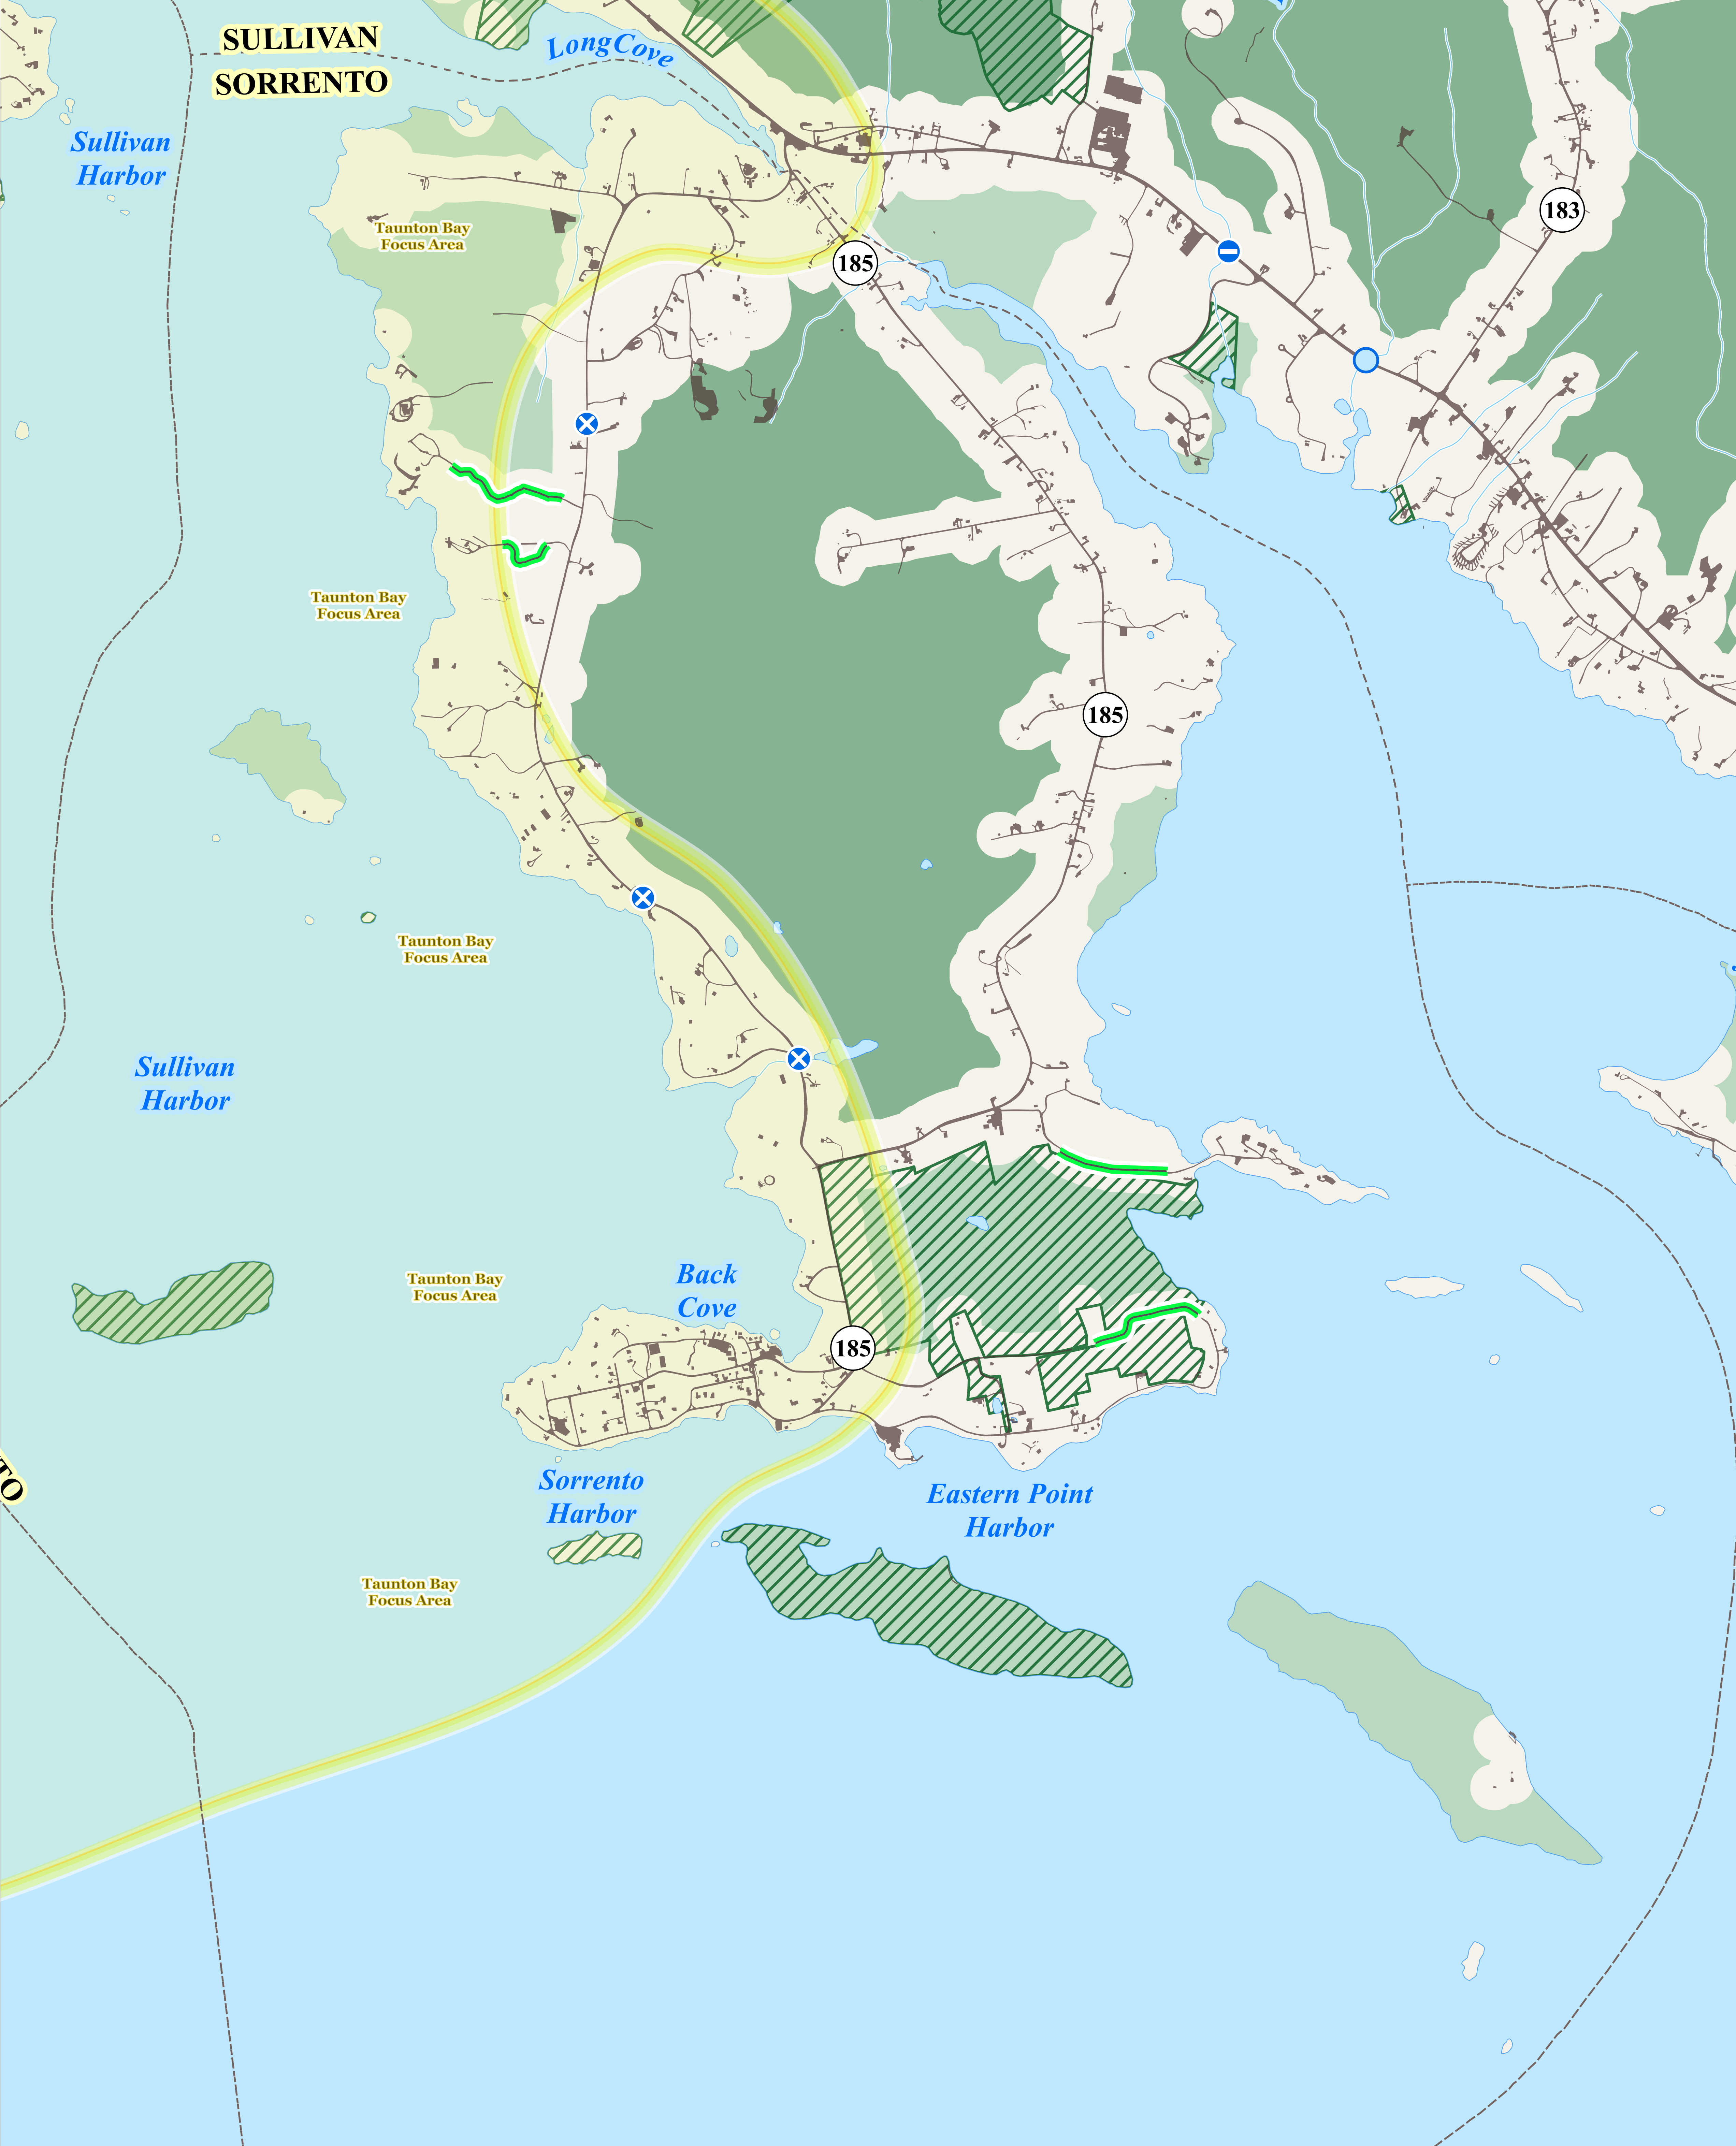 SULLIVAN
SORRENTO
Long Cove
Sullivan
Harbor
183
Taunton Bay
Focus Area
185
Taunton Bay
Focus Area
185
Taunton Bay
Focus Area
Sullivan
Harbor
Back
Cove
Taunton Bay
Focus Area
185
TO
Sorrento
Harbor
Eastern Point
Harbor
Taunton Bay
Focus Area